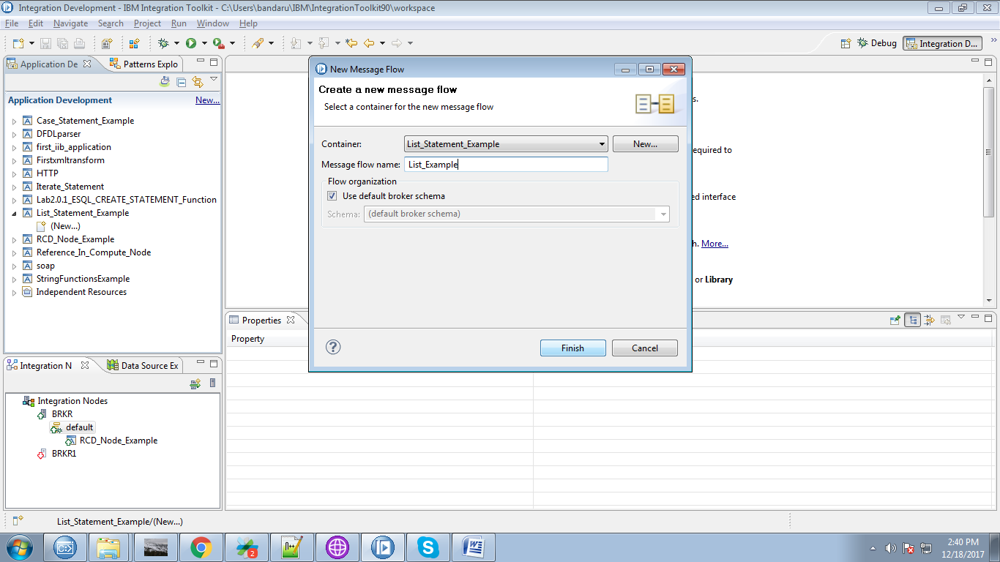 Integration Development - IBM Integration Toolkit - C:\Users\bandaru\IBM\IntegrationToolkit90\workspace
File Edit Navigate Search Project Run Window Help
Debug Integration D...
Application De Patterns Explo
Application Development New...
Case_Statement_Example
DFDLparser
first_iib_application
Firstxmltransform
HTTP
Iterate_Statement
Lab2.0.1_ESQL_CREATE_STATEMENT_Function
List_Statement_Example
(New...)
RCD_Node_Example
Reference_In_Compute_Node
soap
StringFunctionsExample
Independent Resources
New Message Flow
Create a new message flow
Select a container for the new message flow
Container: List_Statement_Example New...
Message flow name: List_Example
Flow organization
Use default broker schema
Schema: (default broker schema)
Finish Cancel
s.
equired to
ed interface
h. More...
or Library
Properties
Property
Integration N Data Source Ex
Integration Nodes
BRKR
default
RCD_Node_Example
BRKR1
List_Statement_Example/(New...)
2
n++
2:40 PM
12/18/2017